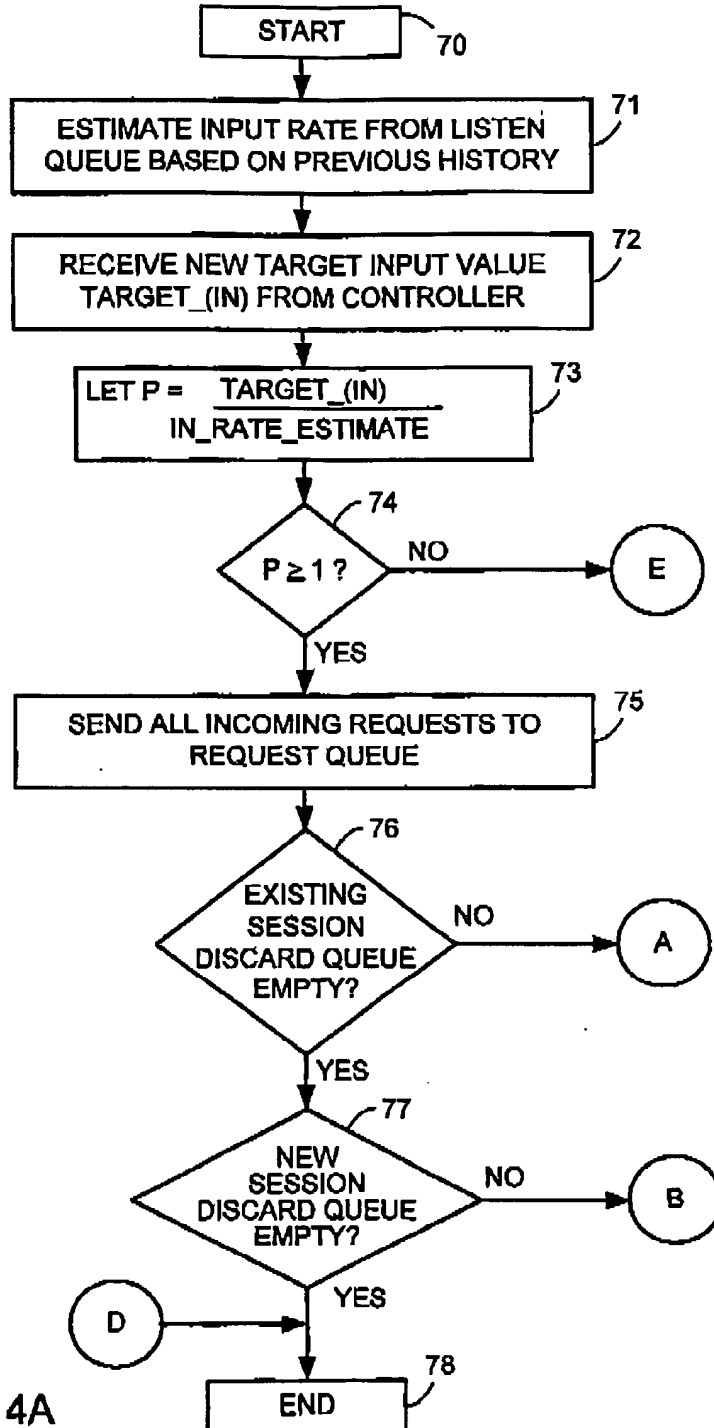 START
70
71
ESTIMATE INPUT RATE FROM LISTEN
QUEUE BASED ON PREVIOUS HISTORY
72
RECEIVE NEW TARGET INPUT VALUE
TARGET_(IN) FROM CONTROLLER
73
LET P = TARGET_(IN)
IN_RATE_ESTIMATE
74
P ≥ 1 ?
NO
E
YES
75
SEND ALL INCOMING REQUESTS TO
REQUEST QUEUE
76
EXISTING
SESSION
DISCARD QUEUE
EMPTY?
NO
A
YES
77
NEW
SESSION
DISCARD QUEUE
EMPTY?
NO
B
YES
D
78
END
4A